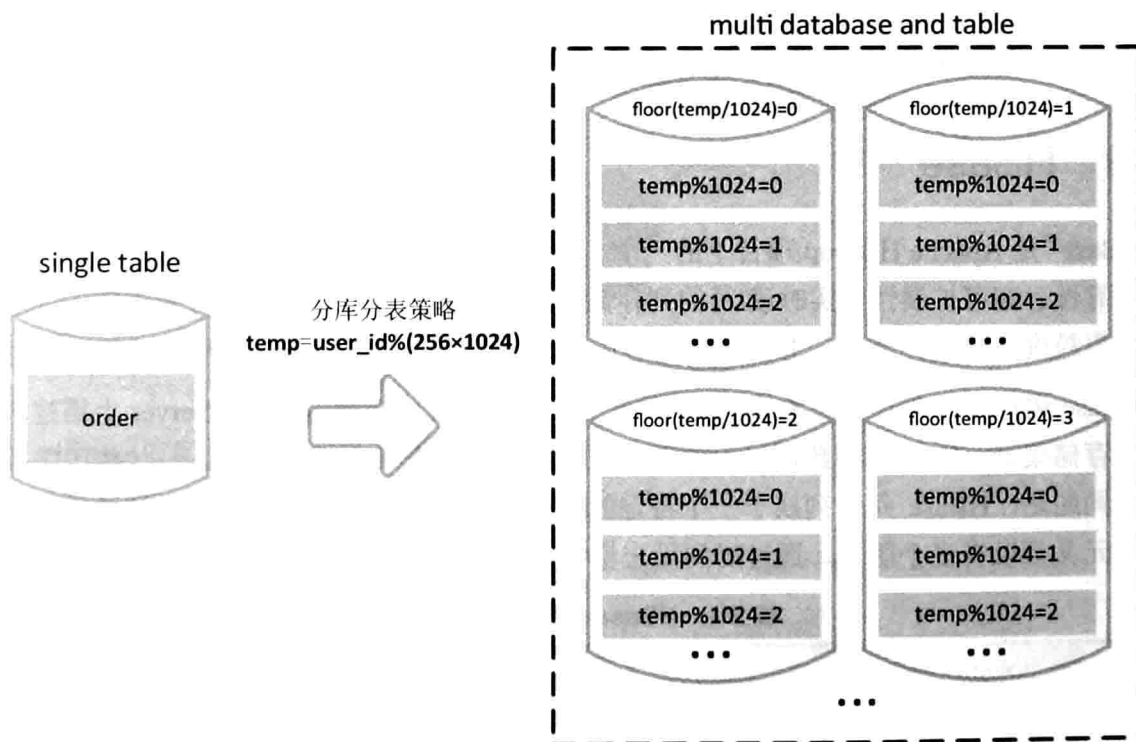 multi database and table
floor(temp/1024)=0
floor(temp/1024)=1
temp%1024=0
temp%1024=0
temp%1024=1
temp%1024=1
temp%1024=2
temp%1024=2
...
...
single table
分库分表策略
temp=user_id%(256×1024)
order
floor(temp/1024)=2
floor(temp/1024)=3
temp%1024=0
temp%1024=0
temp%1024=1
temp%1024=1
temp%1024=2
temp%1024=2
...
...
...